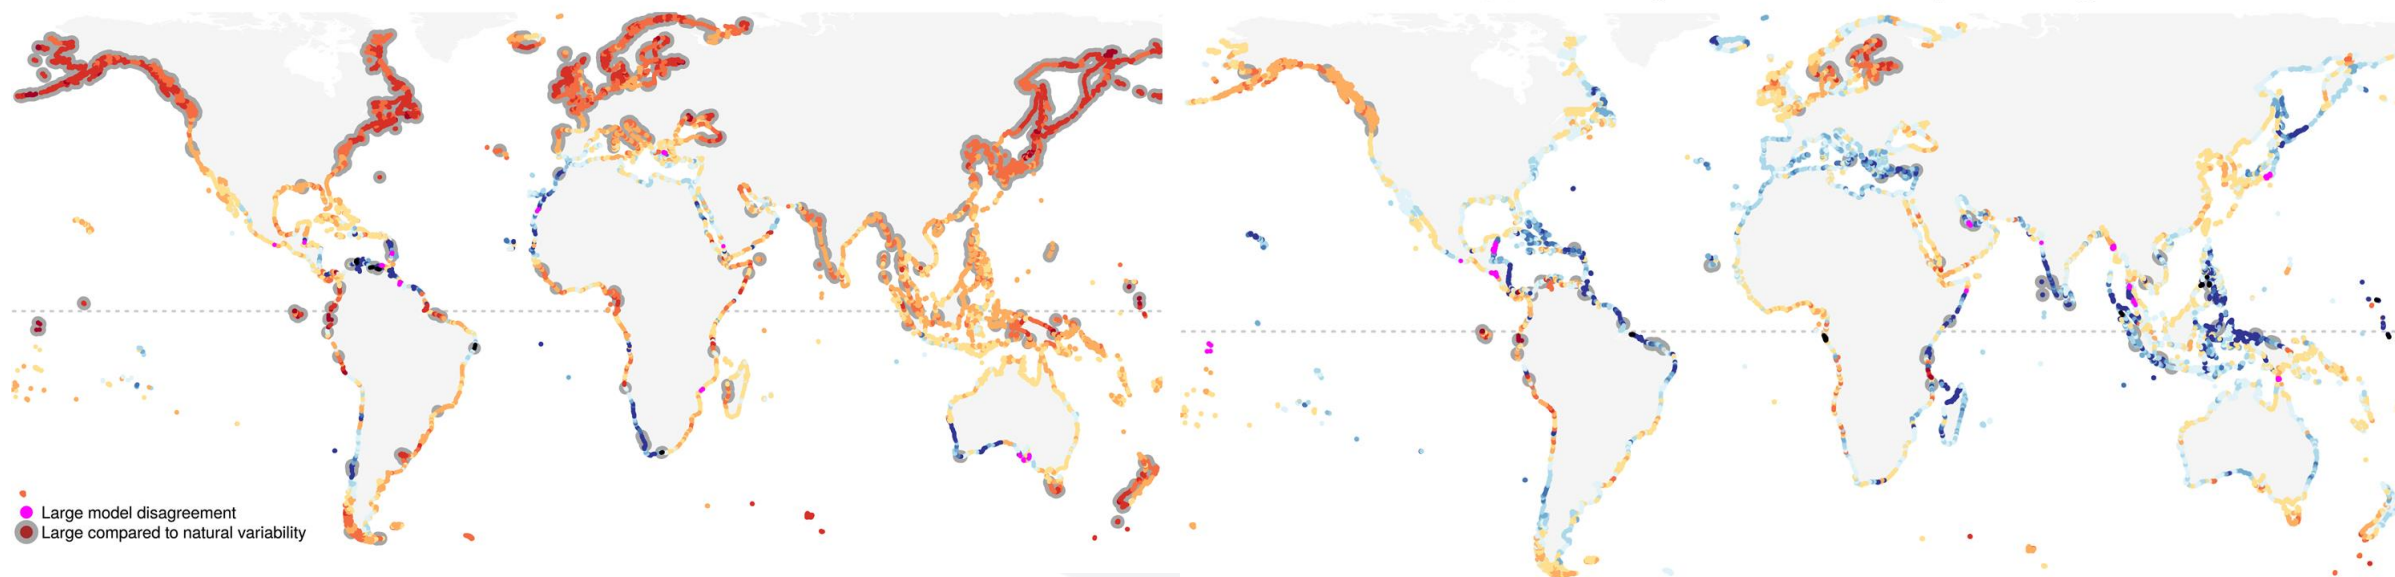 Large model disagreement
Large compared to natural variability